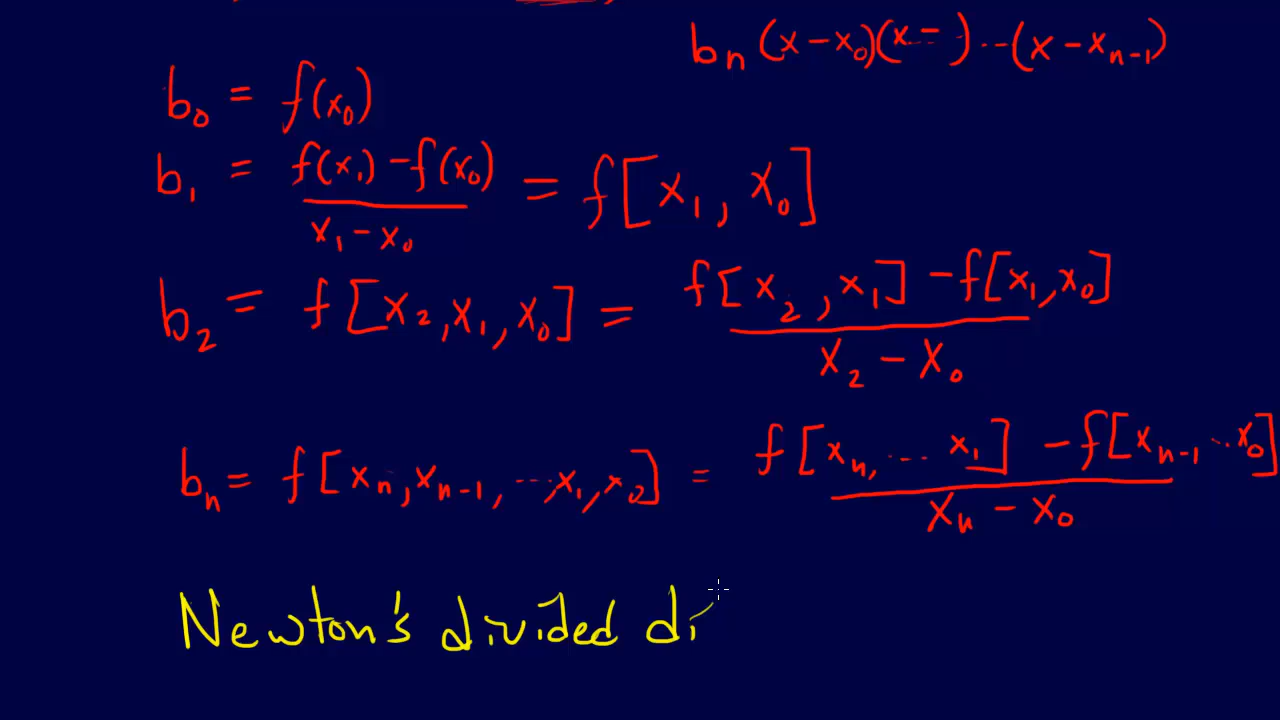 bₙ (x − x₀)(x − ) ... (x − xₙ₋₁)
b₀ = f(x₀)
b₁ = (f(x₁) − f(x₀)) / (x₁ − x₀) = f[x₁, x₀]
b₂ = f[x₂, x₁, x₀] = (f[x₂, x₁] − f[x₁, x₀]) / (x₂ − x₀)
bₙ = f[xₙ, xₙ₋₁, ..., x₁, x₀] = (f[xₙ, ... x₁] − f[xₙ₋₁ ... x₀]) / (xₙ − x₀)
Newton's divided di